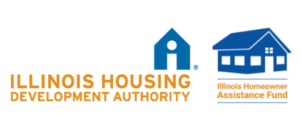 ILLINOIS HOUSING
DEVELOPMENT AUTHORITY
®
Illinois Homeowner
Assistance Fund